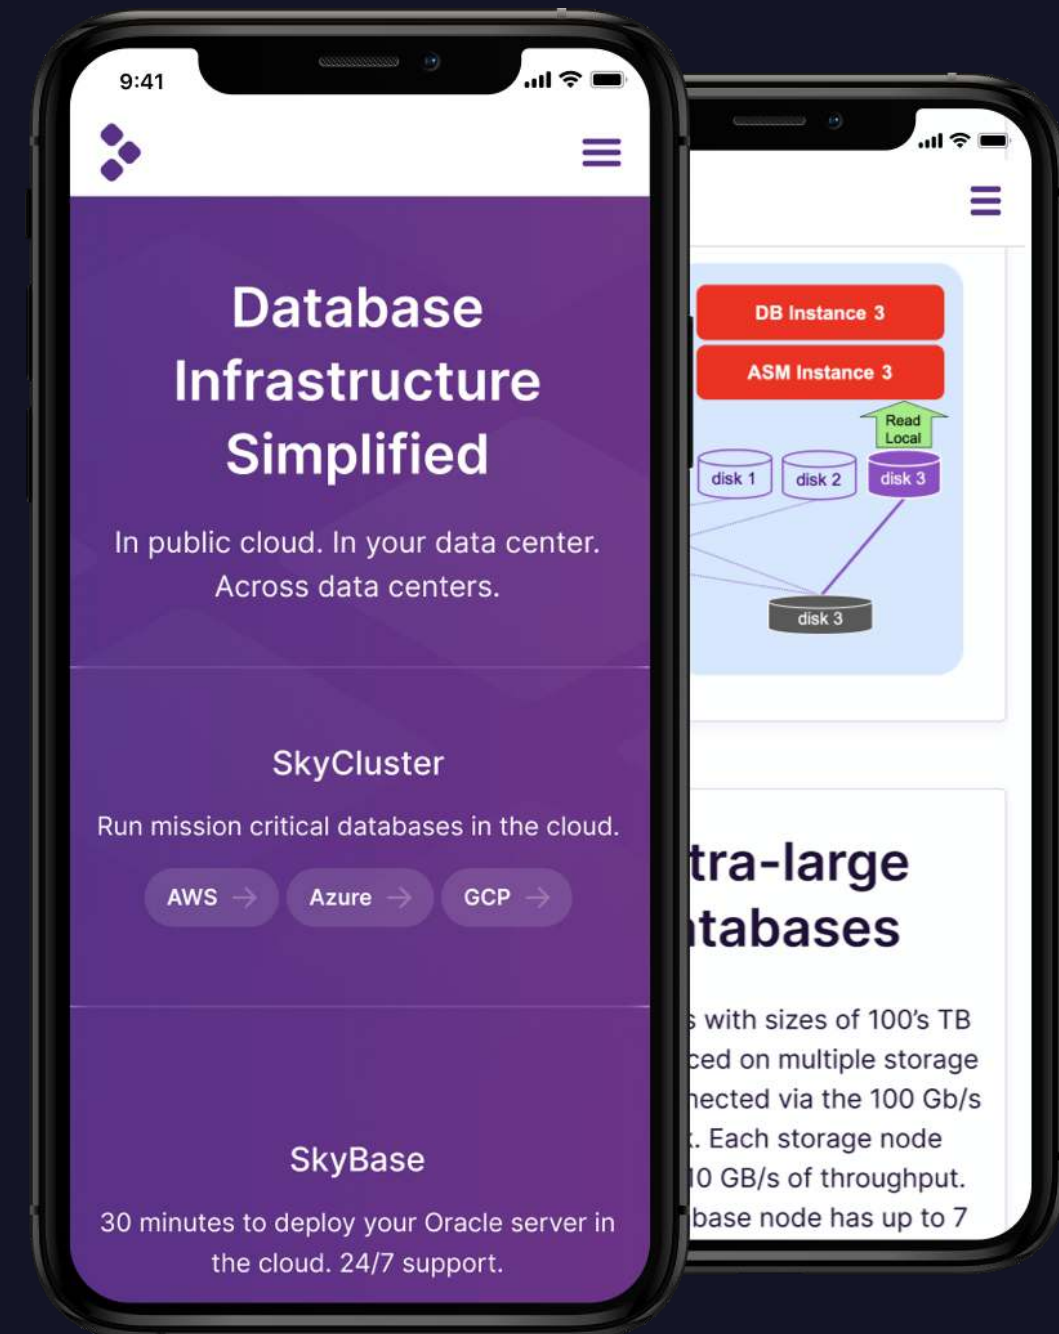 9:41
Database
Infrastructure
Simplified
In public cloud. In your data center.
Across data centers.
SkyCluster
Run mission critical databases in the cloud.
AWS
Azure
GCP
SkyBase
30 minutes to deploy your Oracle server in
the cloud. 24/7 support.
DB Instance 3
ASM Instance 3
Read
Local
disk 1
disk 2
disk 3
disk 3
tra-large
tabases
with sizes of 100's TB
ced on multiple storage
nected via the 100 Gb/s
. Each storage node
10 GB/s of throughput.
base node has up to 7